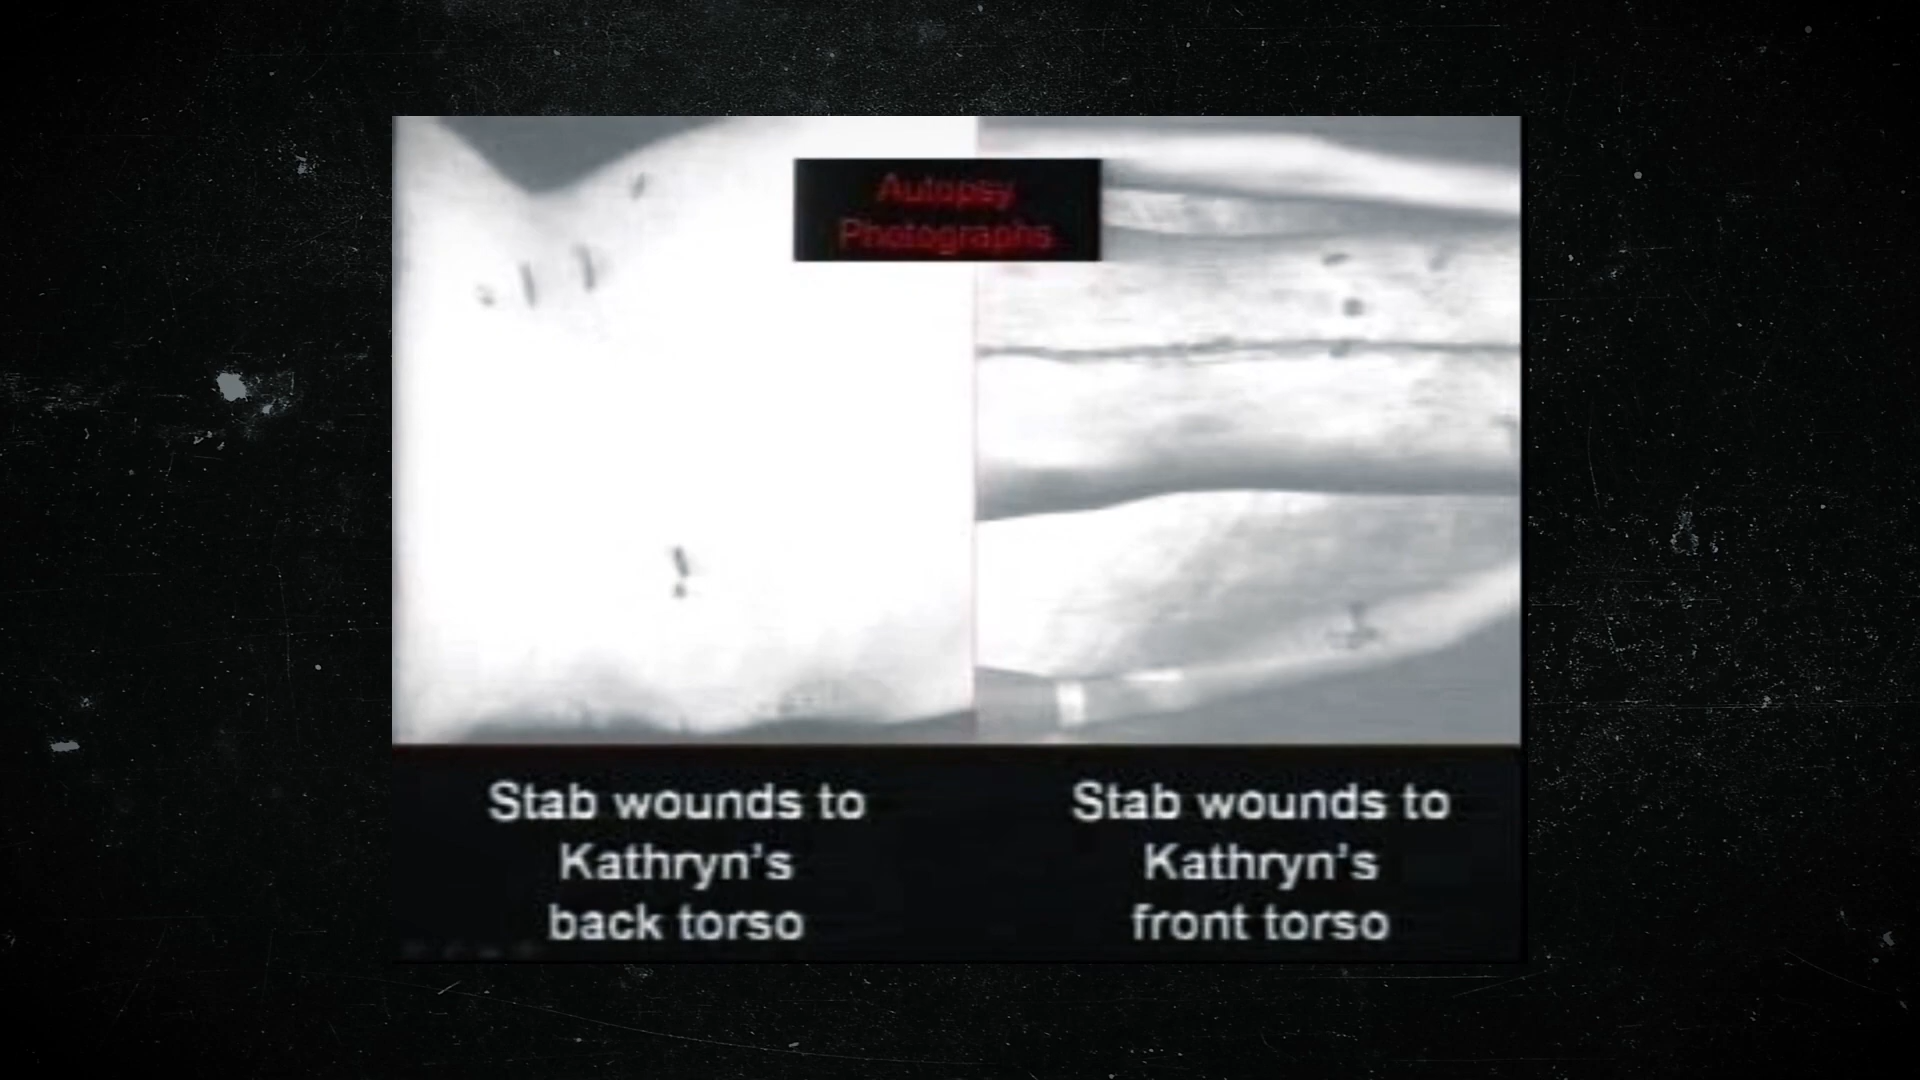 Autopsy
Photographs
Stab wounds to
Kathryn's
back torso
Stab wounds to
Kathryn's
front torso